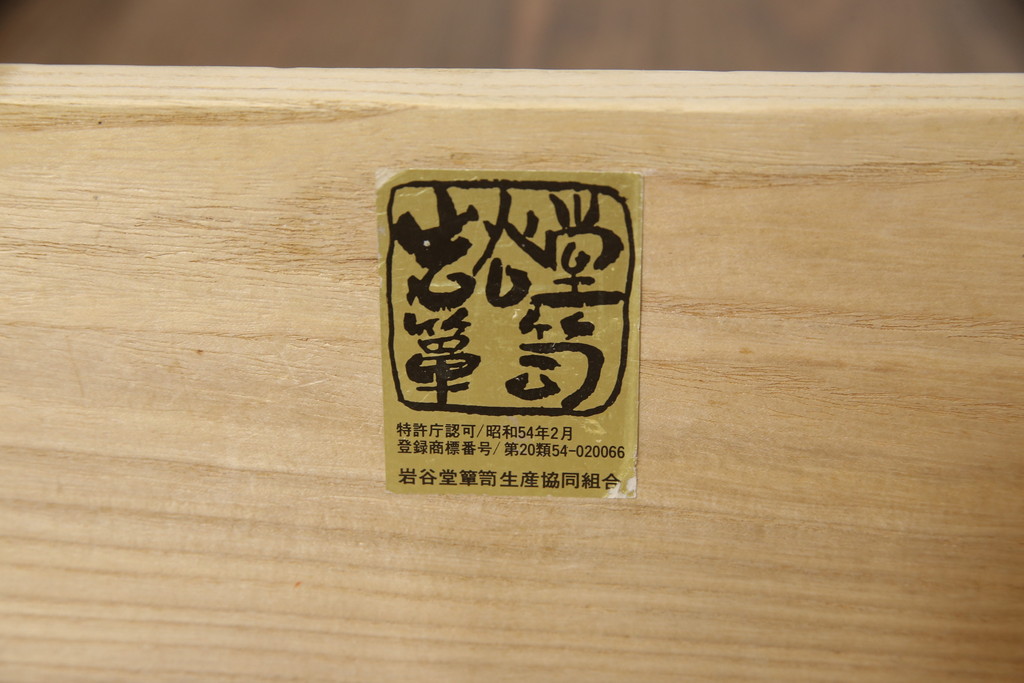 岩谷堂
簞笥
特許庁認可/昭和54年2月
登録商標番号/第20類54-020066
岩谷堂簞笥生産協同組合